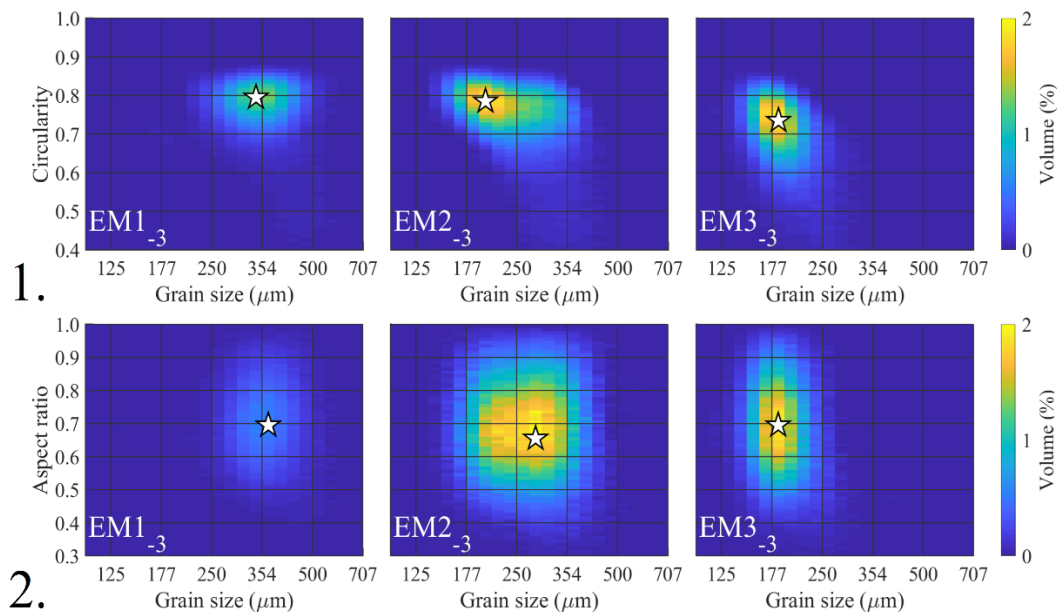 1.0
0.9
0.8
0.7
0.6
0.5
0.4
Circularity
EM1₋₃
EM2₋₃
EM3₋₃
125 177 250 354 500 707
125 177 250 354 500 707
125 177 250 354 500 707
Grain size (μm)
Grain size (μm)
Grain size (μm)
2
1
0
Volume (%)
1.
1.0
0.9
0.8
0.7
0.6
0.5
0.4
0.3
Aspect ratio
EM1₋₃
EM2₋₃
EM3₋₃
125 177 250 354 500 707
125 177 250 354 500 707
125 177 250 354 500 707
Grain size (μm)
Grain size (μm)
Grain size (μm)
2
1
0
Volume (%)
2.